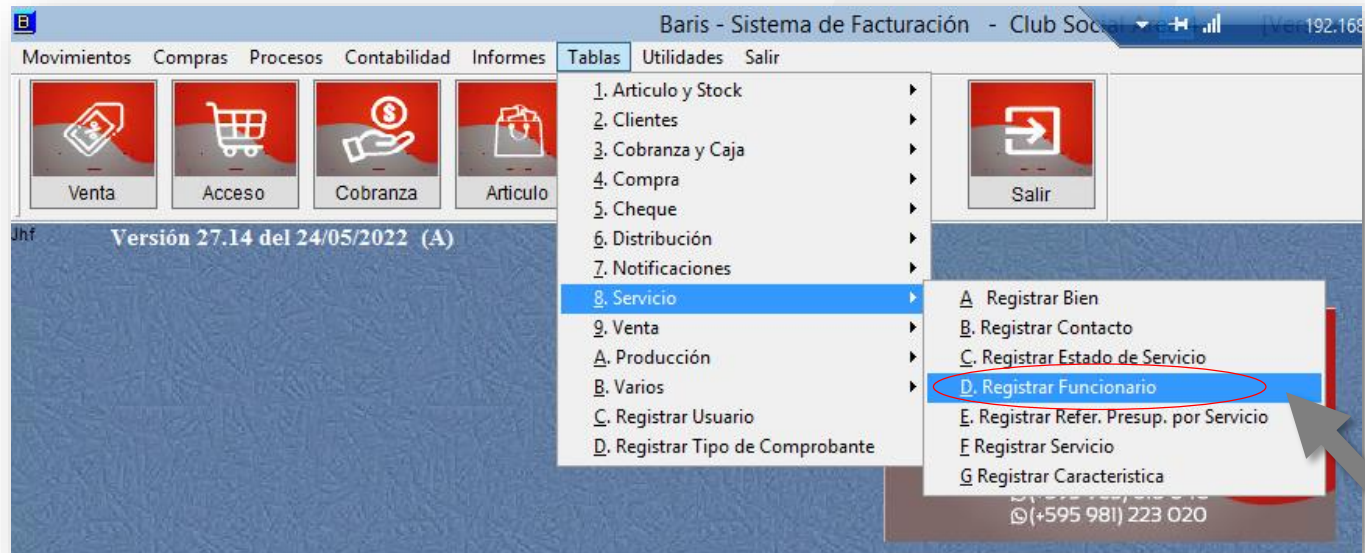 B
Baris - Sistema de Facturación - Club Soc
192.168
Movimientos Compras Procesos Contabilidad Informes Tablas Utilidades Salir
Venta
Acceso
Cobranza
Articulo
Salir
Jhf
Versión 27.14 del 24/05/2022 (A)
1. Articulo y Stock
2. Clientes
3. Cobranza y Caja
4. Compra
5. Cheque
6. Distribución
7. Notificaciones
8. Servicio
9. Venta
A. Producción
B. Varios
C. Registrar Usuario
D. Registrar Tipo de Comprobante
A Registrar Bien
B. Registrar Contacto
C. Registrar Estado de Servicio
D. Registrar Funcionario
E. Registrar Refer. Presup. por Servicio
F Registrar Servicio
G Registrar Caracteristica
(+595 981) 223 020